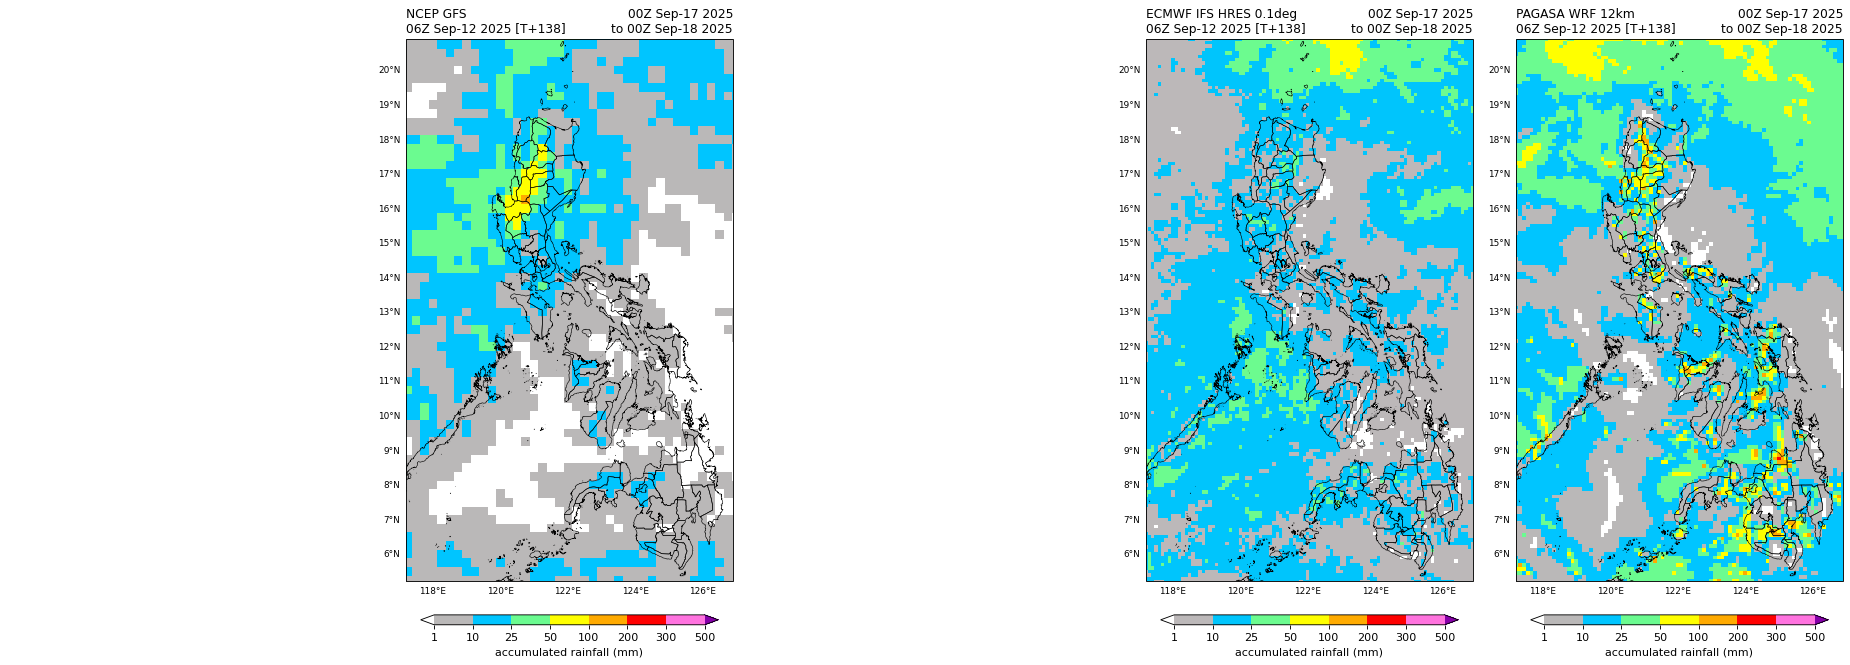 NCEP GFS 00Z Sep-17 2025
06Z Sep-12 2025 [T+138] to 00Z Sep-18 2025
20°N
19°N
18°N
17°N
16°N
15°N
14°N
13°N
12°N
11°N
10°N
9°N
8°N
7°N
6°N
118°E 120°E 122°E 124°E 126°E
1 10 25 50 100 200 300 500
accumulated rainfall (mm)
ECMWF IFS HRES 0.1deg 00Z Sep-17 2025
06Z Sep-12 2025 [T+138] to 00Z Sep-18 2025
20°N
19°N
18°N
17°N
16°N
15°N
14°N
13°N
12°N
11°N
10°N
9°N
8°N
7°N
6°N
118°E 120°E 122°E 124°E 126°E
1 10 25 50 100 200 300 500
accumulated rainfall (mm)
PAGASA WRF 12km 00Z Sep-17 2025
06Z Sep-12 2025 [T+138] to 00Z Sep-18 2025
20°N
19°N
18°N
17°N
16°N
15°N
14°N
13°N
12°N
11°N
10°N
9°N
8°N
7°N
6°N
118°E 120°E 122°E 124°E 126°E
1 10 25 50 100 200 300 500
accumulated rainfall (mm)